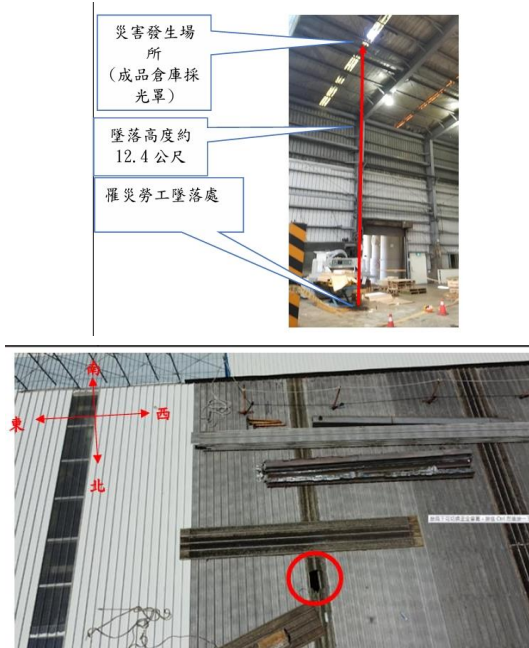 災害發生場
所
(成品倉庫採
光罩)
墜落高度約
12.4 公尺
罹災勞工墜落處
南
東
西
北